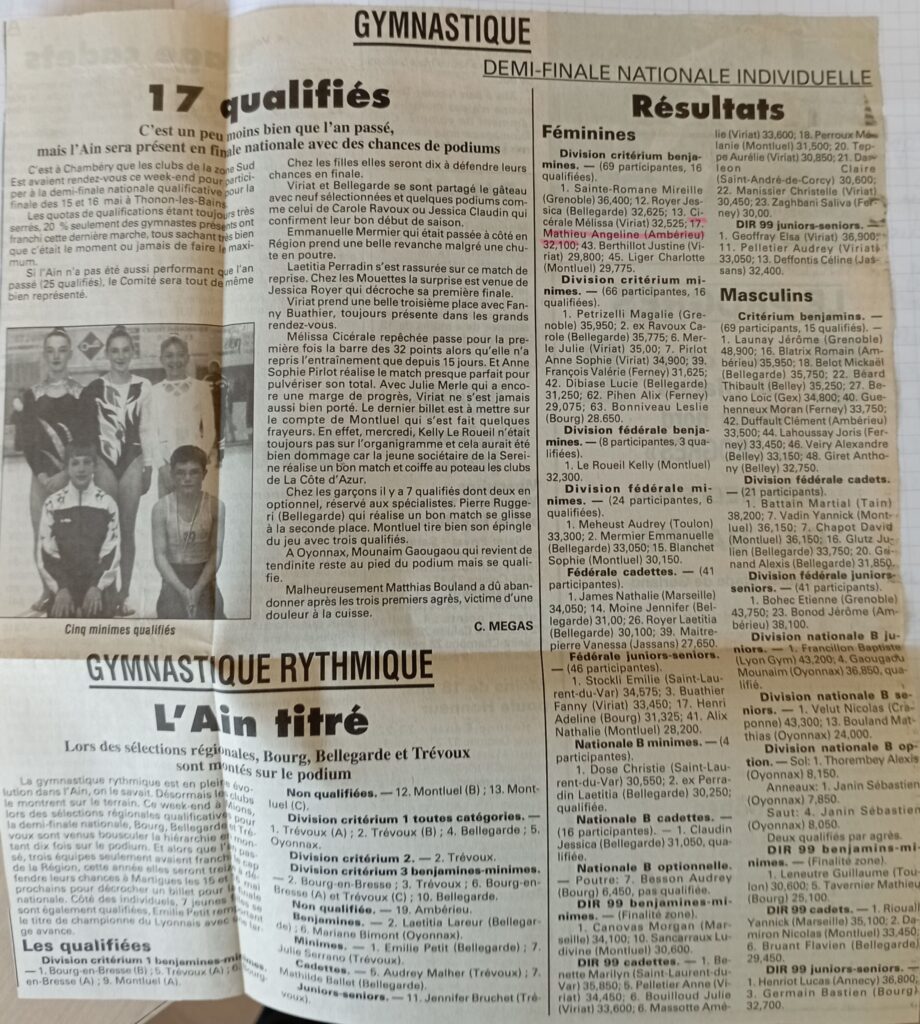 GYMNASTIQUE
DEMI-FINALE NATIONALE INDIVIDUELLE
17 qualifiés
C'est un peu moins bien que l'an passé,
mais l'Ain sera présent en finale nationale avec des chances de podiums
C'est à Chambéry que les clubs de la zone Sud
Est avaient rendez-vous ce week-end pour partici-
per à la demi-finale nationale qualificative pour la
finale des 15 et 16 mai à Thonon-les-Bains.
Les quotas de qualifications étant toujours très
serrés, 20 % seulement des gymnastes présents ont
franchi cette dernière marche, tous sachant très bien
que c'était le moment ou jamais de faire le maxi-
mum.
Si l'Ain n'a pas été aussi performant que l'an
passé (25 qualifiés), le Comité sera tout de même
bien représenté.
Cinq minimes qualifiés
Chez les filles elles seront dix à défendre leurs
chances en finale.
Viriat et Bellegarde se sont partagé le gâteau
avec neuf sélectionnées et quelques podiums com-
me celui de Carole Ravoux ou Jessica Claudin qui
confirment leur bon début de saison.
Emmanuelle Mermier qui était passée à côté en
Région prend une belle revanche malgré une chu-
te en poutre.
Laetitia Perradin s'est rassurée sur ce match de
reprise. Chez les Mouettes la surprise est venue de
Jessica Royer qui décroche sa première finale.
Viriat prend une belle troisième place avec Fan-
ny Buathier, toujours présente dans les grands
rendez-vous.
Mélissa Cicérale repêchée passe pour la pre-
mière fois la barre des 32 points alors qu'elle n'a
repris l'entraînement que depuis 15 jours. Et Anne
Sophie Pirlot réalise le match presque parfait pour
pulvériser son total. Avec Julie Merle qui a enco-
re une marge de progrès, Viriat ne s'est jamais
aussi bien porté. Le dernier billet est à mettre sur
le compte de Montluel qui s'est fait quelques
frayeurs. En effet, mercredi, Kelly Le Roueil n'était
toujours pas sur l'organigramme et cela aurait été
bien dommage car la jeune sociétaire de la Serei-
ne réalise un bon match et coiffe au poteau les clubs
de La Côte d'Azur.
Chez les garçons il y a 7 qualifiés dont deux en
optionnel, réservé aux spécialistes. Pierre Rugge-
ri (Bellegarde) qui réalise un bon match se glisse
à la seconde place. Montluel tire bien son épingle
du jeu avec trois qualifiés.
A Oyonnax, Mounaim Gaougaou qui revient de
tendinite reste au pied du podium mais se quali-
fie.
Malheureusement Matthias Bouland a dû aban-
donner après les trois premiers agrès, victime d'une
douleur à la cuisse.
C. MEGAS
Résultats
Féminines
Division critérium benja-
mines. — (69 participantes, 16
qualifiées).
1. Sainte-Romane Mireille
(Grenoble) 36,400; 12. Royer Jes-
sica (Bellegarde) 32,625; 13. Ci-
cérale Mélissa (Viriat) 32,525; 17.
Mathieu Angeline (Ambérieu)
32,100; 43. Berthillot Justine (Vi-
riat) 29,800; 45. Liger Charlotte
(Montluel) 29,775.
Division critérium mi-
nimes. — (66 participantes, 16
qualifiées).
1. Petrizelli Magalie (Gre-
noble) 35,950; 2. ex Ravoux Ca-
role (Bellegarde) 35,775; 6. Mer-
le Julie (Viriat) 35,00; 7. Pirlot
Anne Sophie (Viriat) 34,900; 39.
François Valérie (Ferney) 31,625;
42. Dibiase Lucie (Bellegarde)
31,250; 62. Pihen Alix (Ferney)
29,075; 63. Bonniveau Leslie
(Bourg) 28.650.
Division fédérale benja-
mines. — (8 participantes, 3 qua-
lifiées).
1. Le Roueil Kelly (Montluel)
32,300.
Division fédérale mi-
nimes. — (24 participantes, 6
qualifiées).
1. Meheust Audrey (Toulon)
33,300; 2. Mermier Emmanuelle
(Bellegarde) 33,050; 15. Blanchet
Sophie (Montluel) 30,150.
Fédérale cadettes. — (41
participantes).
1. James Nathalie (Marseille)
34,050; 14. Moine Jennifer (Bel-
legarde) 31,00; 26. Royer Laetitia
(Bellegarde) 30,100; 39. Maitre-
pierre Vanessa (Jassans) 27,650.
Fédérale juniors-seniors. —
(46 participantes).
1. Stockli Emilie (Saint-Lau-
rent-du-Var) 34,575; 3. Buathier
Fanny (Viriat) 33,450; 17. Henri
Adeline (Bourg) 31,325; 41. Alix
Nathalie (Montluel) 28,200.
Nationale B minimes. — (4
participantes).
1. Dose Christie (Saint-Lau-
rent-du-Var) 30,550; 2. ex Perra-
din Laetitia (Bellegarde) 30,250;
qualifiée.
Nationale B cadettes. —
(16 participantes). — 1. Claudin
Jessica (Bellegarde) 31,050, qua-
lifiée.
Nationale B optionnelle.
— Poutre: 7. Besson Audrey
(Bourg) 6,450, pas qualifiée.
DIR 99 benjamines-mi-
nimes. — (Finalité zone).
1. Canovas Morgan (Mar-
seille) 34,100; 10. Sancarraux Lu-
divine (Montluel) 30,600.
DIR 99 cadettes. — 1. Be-
nette Marilyn (Saint-Laurent-du-
Var) 35,850; 5. Pelletier Anne (Vi-
riat) 34,450; 6. Bouilloud Julie
(Viriat) 33,600; 6. Massotte Amé-
lie (Viriat) 33,600; 18. Perroux Mé-
lanie (Montluel) 31,500; 20. Tep-
pe Aurélie (Viriat) 30,850; 21. Da-
leon Claire
(Saint-André-de-Corcy) 30,600;
22. Manissier Christelle (Viriat)
30,450; 23. Zaghbani Saliva (Fer-
ney) 30,00.
DIR 99 juniors-seniors. —
1. Geoffray Elsa (Viriat) 36,900;
11. Pelletier Audrey (Viriat)
33,050; 13. Deffontis Céline (Jas-
sans) 32,400.
Masculins
Critérium benjamins. —
(69 participants, 15 qualifiés). —
1. Launay Jérôme (Grenoble)
48,900; 16. Blatrix Romain (Am-
bérieu) 35,950; 18. Belot Mickaël
(Bellegarde) 35,750; 22. Béard
Thibault (Belley) 35,250; 27. Be-
vano Loïc (Gex) 34,800; 40. Gue-
henneux Moran (Ferney) 33,750;
42. Duffault Clément (Ambérieu)
33,500; 44. Lahoussay Joris (Fer-
ney) 33,450; 46. Veiry Alexandre
(Belley) 33,150; 48. Giret Antho-
ny (Belley) 32,750.
Division fédérale cadets.
— (21 participants).
1. Battain Martial (Tain)
38,200; 7. Vadin Yannick (Mont-
luel) 36,150; 7. Chapot David
(Montluel) 36,150; 16. Glutz Ju-
lien (Bellegarde) 33,750; 20. Gé-
nand Alexis (Bellegarde) 31,850.
Division fédérale juniors-
seniors. — (41 participants).
1. Bohec Etienne (Grenoble)
43,750; 23. Bonod Jérôme (Am-
bérieu) 38,100.
Division nationale B ju-
niors. — 1. Francillon Baptiste
(Lyon Gym) 43,200; 4. Gaougadu
Mounaim (Oyonnax) 36,850, qua-
lifié.
Division nationale B se-
niors. — 1. Velut Nicolas (Cra-
ponne) 43,300; 13. Bouland Mat-
thias (Oyonnax) 24,000.
Division nationale B op-
tion. — Sol: 1. Thorembey Alexis
(Oyonnax) 8,150.
Anneaux: 1. Janin Sébastien
(Oyonnax) 7,850.
Saut: 4. Janin Sébastien
(Oyonnax) 8,050.
Deux qualifiés par agrès.
DIR 99 benjamins-mi-
nimes. — (Finalité zone).
1. Leneutre Guillaume (Tou-
lon) 30,600; 5. Tavernier Mathieu
(Bourg) 25,100.
DIR 99 cadets. — 1. Riouall
Yannick (Marseille) 35,100; 2. Da-
miron Nicolas (Montluel) 33,450;
6. Bruant Flavien (Bellegarde)
29,450.
DIR 99 juniors-seniors. —
1. Henriot Lucas (Annecy) 36,800;
3. Germain Bastien (Bourg)
32,700.
GYMNASTIQUE RYTHMIQUE
L'Ain titré
Lors des sélections régionales, Bourg, Bellegarde et Trévoux
sont montés sur le podium
La gymnastique rythmique est en pleine évo-
lution dans l'Ain, on le savait. Désormais les clubs
le montrent sur le terrain. Ce week-end à Mions,
lors des sélections régionales qualificatives pour
la demi-finale nationale, Bourg, Bellegarde et Tré-
voux sont venus bousculer la hiérarchie en mon-
tant dix fois sur le podium. Et alors que l'an pas-
sé, trois équipes seulement avaient franchi le cap
de la Région, cette année elles seront treize à dé-
fendre leurs chances à Martigues les 15 et
prochains pour décrocher un billet pour la
nationale. Côté des individuels, 7 jeunes
sont également qualifiés, Emilie Petit remportant
le titre de championne du Lyonnais avec
ge avance.
Les qualifiées
Division critérium 1 benjamines-minimes.
— 1. Bourg-en-Bresse (B) ; 5. Trévoux (A) ; 6. Bourg-
en-Bresse (A) ; 9. Montluel (A).
Non qualifiées. — 12. Montluel (B) ; 13. Mont-
luel (C).
Division critérium 1 toutes catégories. —
1. Trévoux (A) ; 2. Trévoux (B) ; 4. Bellegarde ; 5.
Oyonnax.
Division critérium 2. — 2. Trévoux.
Division critérium 3 benjamines-minimes.
— 2. Bourg-en-Bresse ; 3. Trévoux ; 6. Bourg-en-
Bresse (A) et Trévoux (C) ; 10. Bellegarde.
Non qualifiée. — 19. Ambérieu.
Benjamines. — 2. Laetitia Lareur (Bellegar-
de) ; 6. Mariane Bimont (Oyonnax).
Minimes. — 1. Emilie Petit (Bellegarde) ; 7.
Julie Serrano (Trévoux).
Cadettes. — 5. Audrey Malher (Trévoux) ; 7.
Mathilde Ballet (Bellegarde).
Juniors-seniors. — 11. Jennifer Bruchet (Tré-
voux).